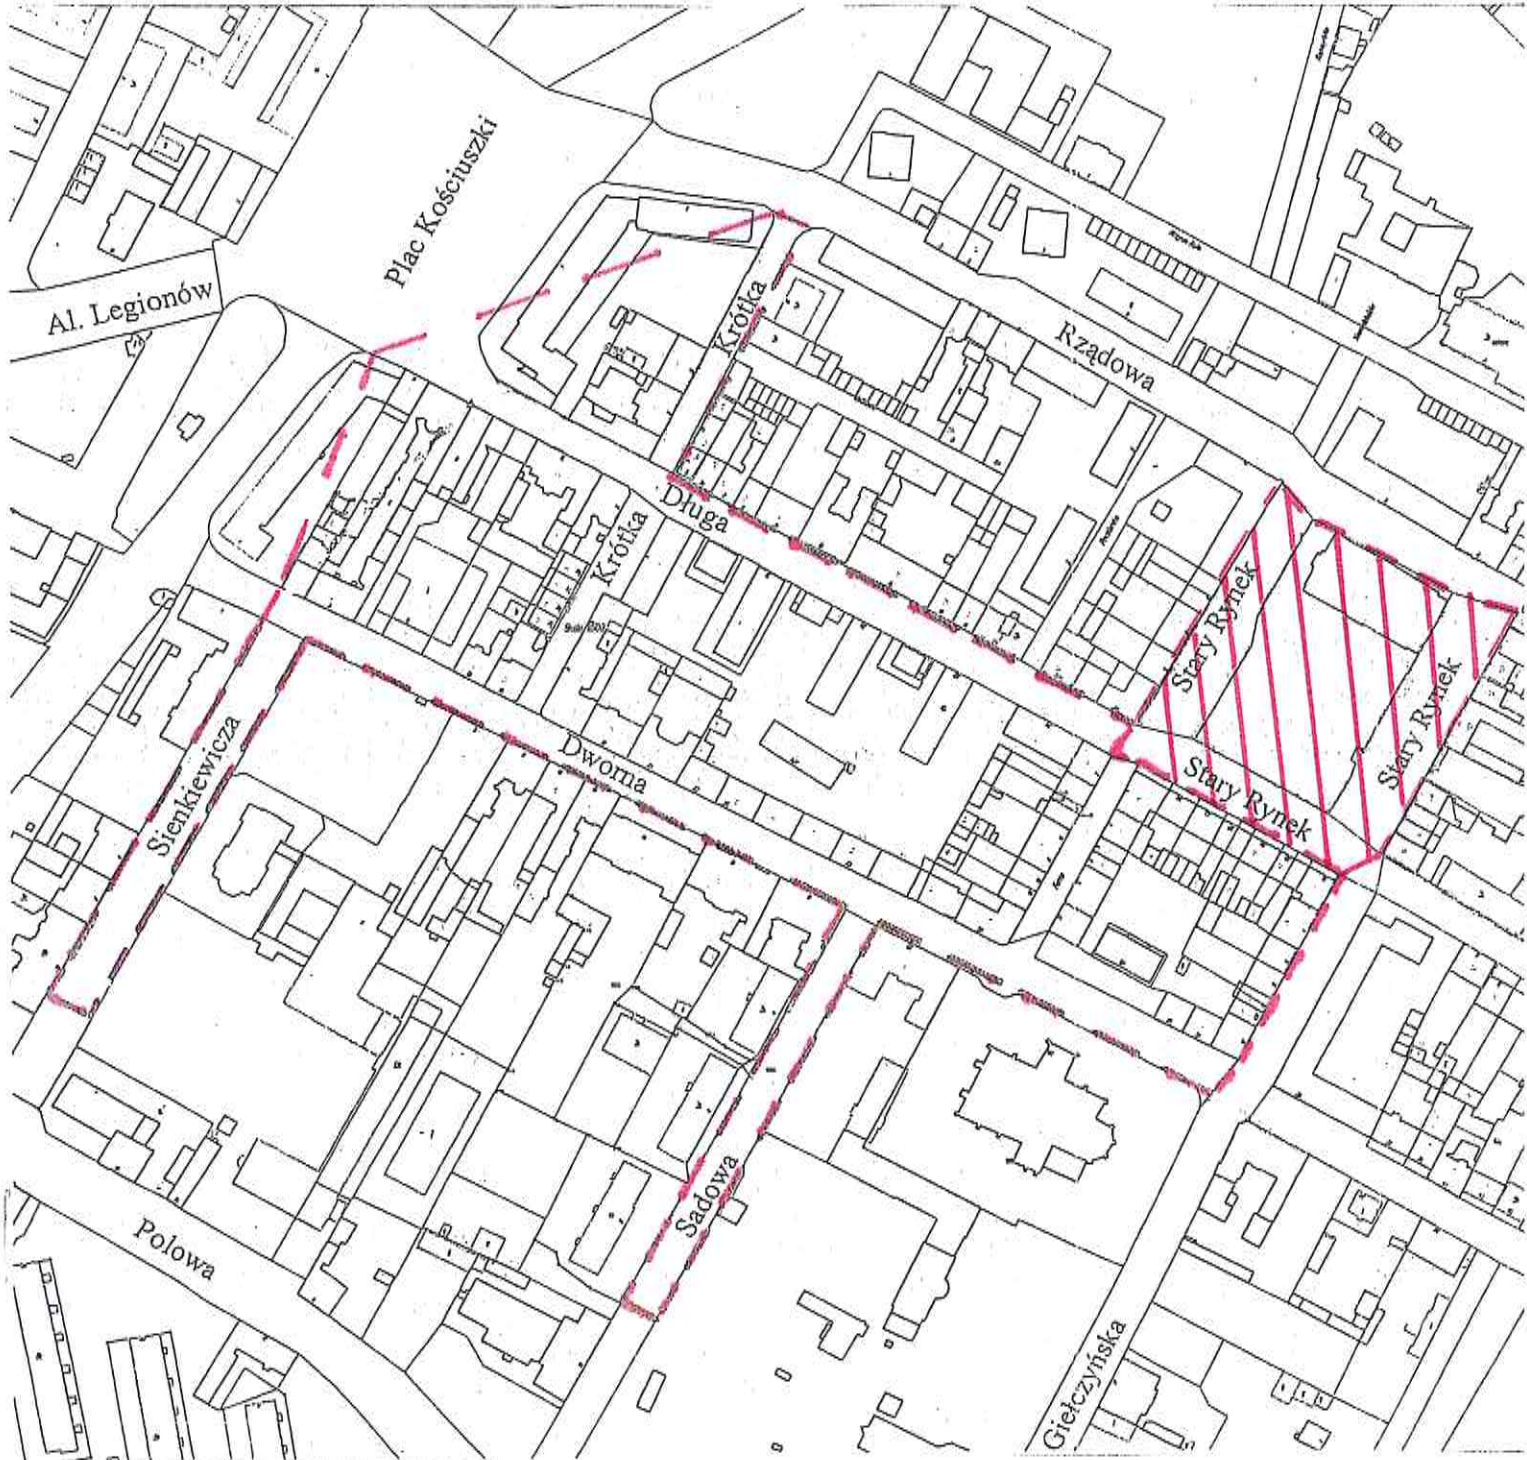 Plac Kościuszki
Al. Legionów
Krótka
Rządowa
Długa
Krótka
Stary Rynek
Stary Rynek
Stary Rynek
Dworna
Sienkiewicza
Sadowa
Polowa
Giełczyńska